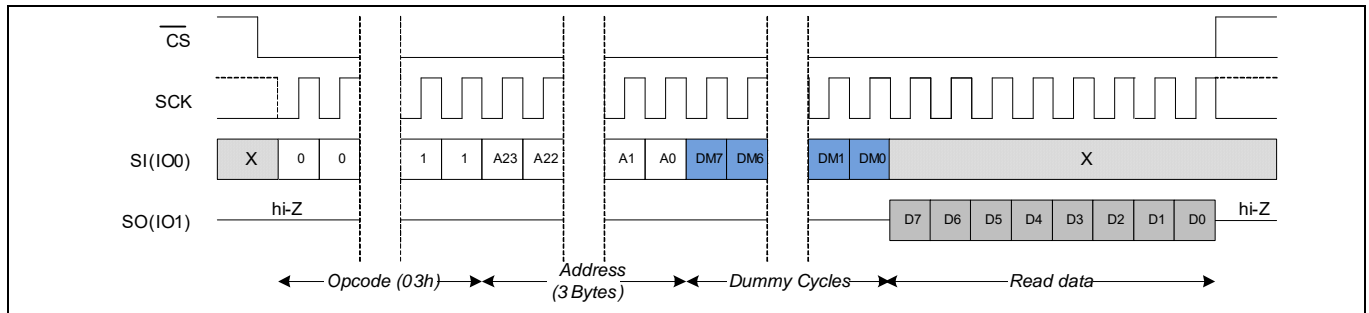 CS
SCK
SI(IO0) X 0 0 1 1 A23 A22 A1 A0 DM7 DM6 DM1 DM0 X
hi-Z hi-Z
SO(IO1) D7 D6 D5 D4 D3 D2 D1 D0
Opcode (03h) Address (3 Bytes) Dummy Cycles Read data